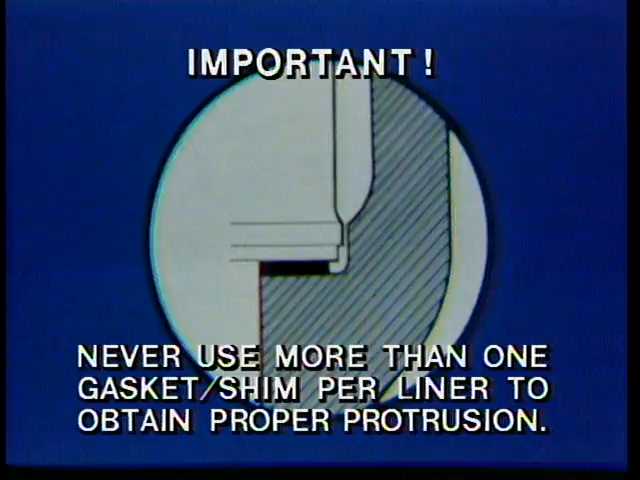 IMPORTANT!
NEVER USE MORE THAN ONE
GASKET/SHIM PER LINER TO
OBTAIN PROPER PROTRUSION.